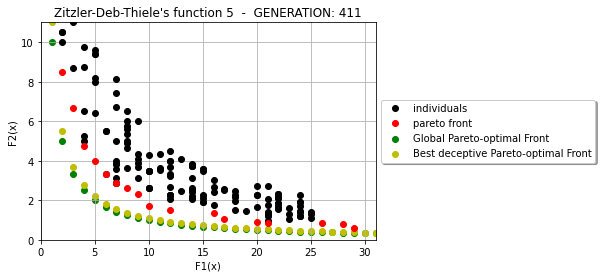 Zitzler-Deb-Thiele's function 5 - GENERATION: 411
F2(x)
10
8
6
4
2
0
0 5 10 15 20 25 30
F1(x)
individuals
pareto front
Global Pareto-optimal Front
Best deceptive Pareto-optimal Front